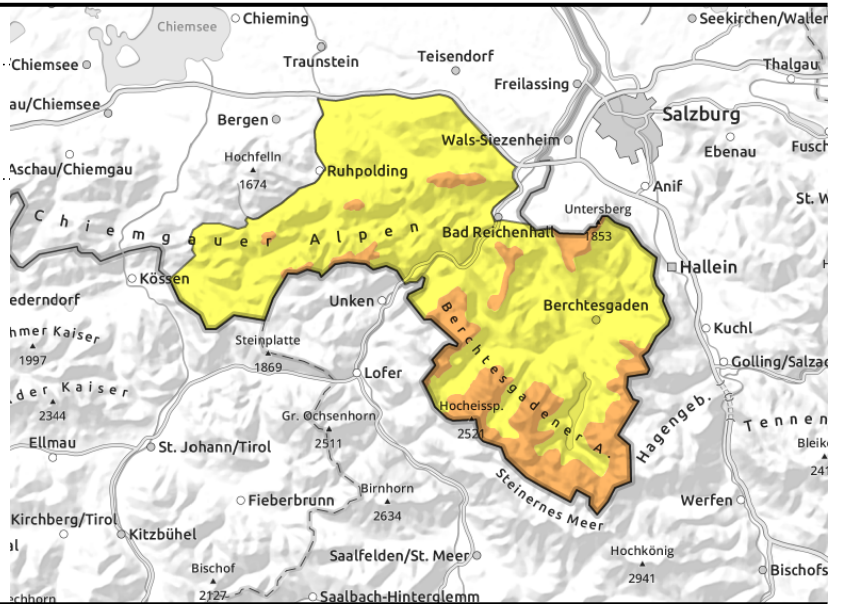 Chiemsee
Chieming
Seekirchen/Waller
Chiemsee
Traunstein
Teisendorf
Thalgau
Freilassing
au/Chiemsee
Bergen
Salzburg
Wals-Siezenheim
Ebenau
Fusch
Hochfelln
1674
Aschau/Chiemgau
Ruhpolding
Anif
St. W
Untersberg
1853
Chiemgauer Alpen
Bad Reichenhall
Hallein
Kössen
ederndorf
Unken
Berchtesgaden
hmer Kaiser
1997
Steinplatte
1869
Kuchl
Berchtesgadener A.
Golling/Salzac
Lofer
der Kaiser
2344
Hocheissp.
2521
Gr. Ochsenhorn
2511
Hagengeb.
Tennen
Ellmau
St. Johann/Tirol
Bleik
241
Steinernes Meer
Birnhorn
2634
Fieberbrunn
Werfen
Kirchberg/Tirol
Kitzbühel
al
Saalfelden/St. Meer
Hochkönig
2941
Bischof
2127
Bischofs
echhorn
Saalbach-Hinterglemm